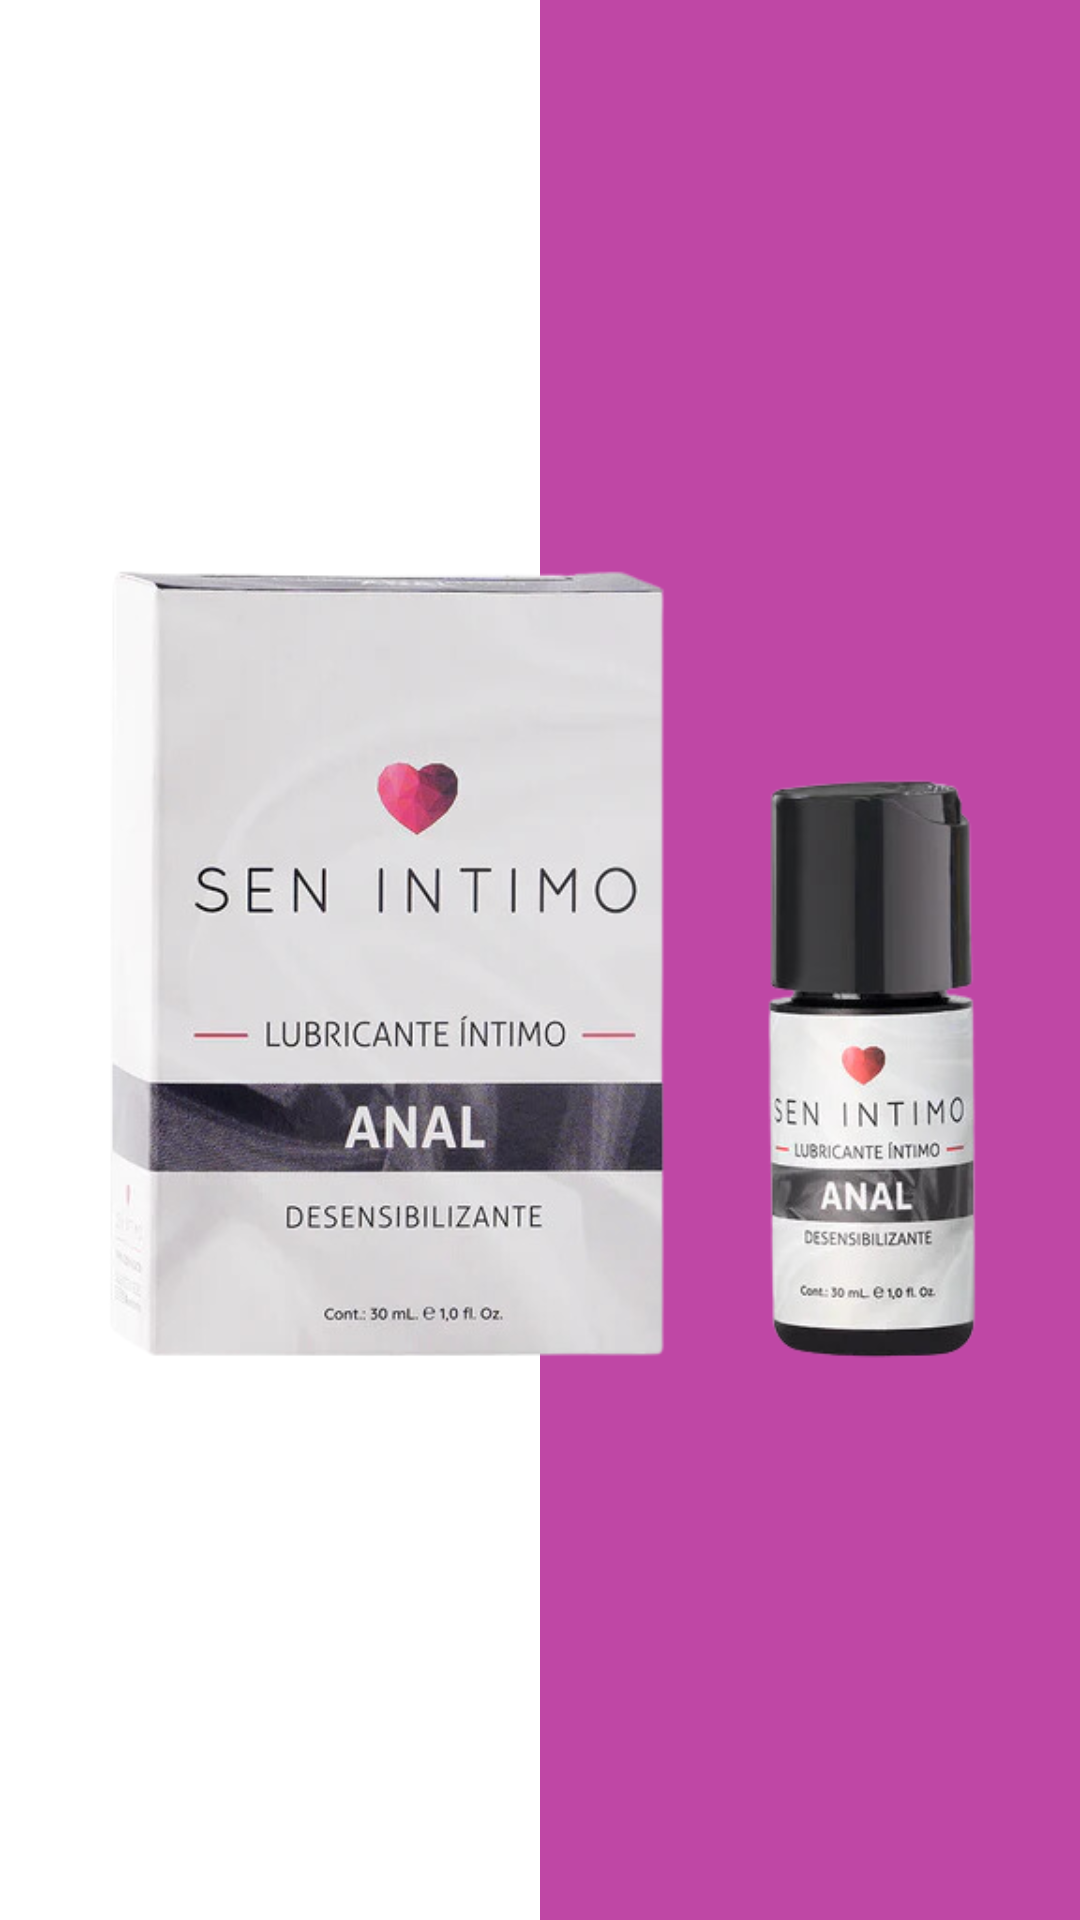 SEN INTIMO
LUBRICANTE ÍNTIMO
ANAL
DESENSIBILIZANTE
Cont.: 30 mL. ℮ 1,0 fl. Oz.
SEN INTIMO
LUBRICANTE ÍNTIMO
ANAL
DESENSIBILIZANTE
Cont.: 30 mL. ℮ 1,0 fl. Oz.